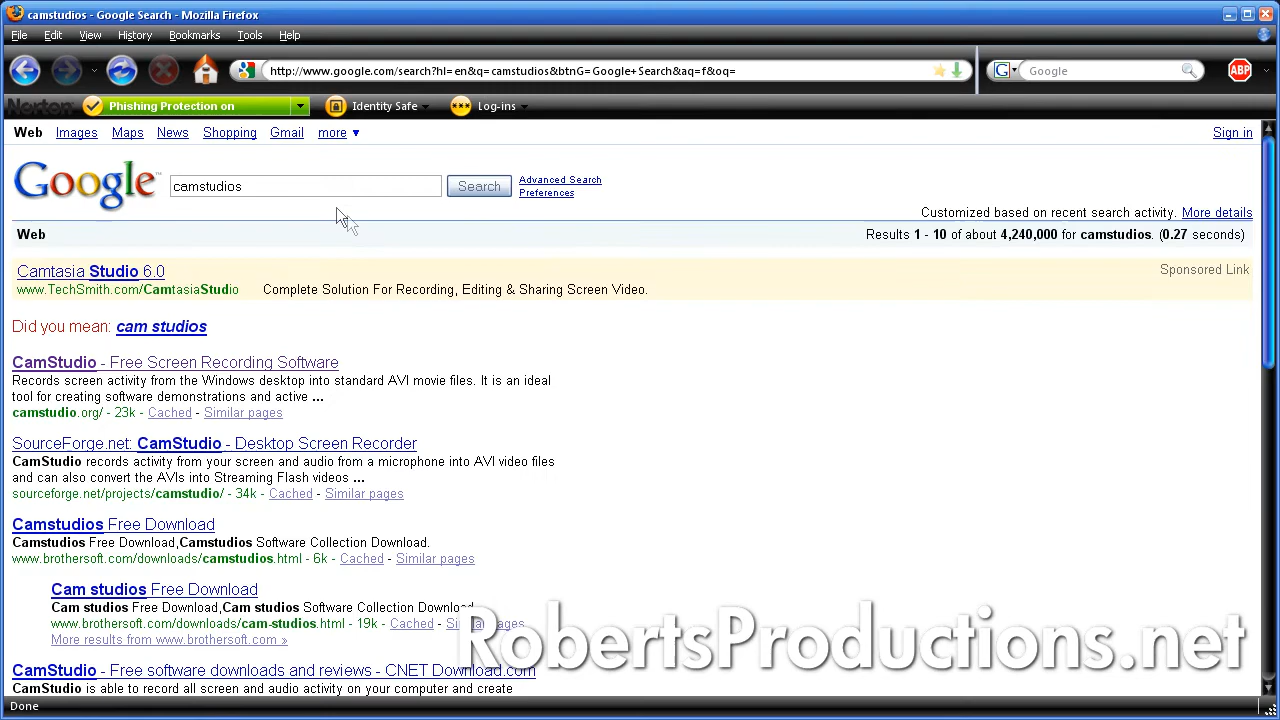 camstudios - Google Search - Mozilla Firefox
File Edit View History Bookmarks Tools Help
http://www.google.com/search?hl=en&q=camstudios&btnG=Google+Search&aq=f&oq=
G Google
ABP
Norton Phishing Protection on Identity Safe Log-ins
Web Images Maps News Shopping Gmail more ▼ Sign in
Google™ camstudios Search Advanced Search
Preferences
Customized based on recent search activity. More details
Web Results 1 - 10 of about 4,240,000 for camstudios. (0.27 seconds)
Camtasia Studio 6.0 Sponsored Link
www.TechSmith.com/CamtasiaStudio Complete Solution For Recording, Editing & Sharing Screen Video.
Did you mean: cam studios
CamStudio - Free Screen Recording Software
Records screen activity from the Windows desktop into standard AVI movie files. It is an ideal
tool for creating software demonstrations and active ...
camstudio.org/ - 23k - Cached - Similar pages
SourceForge.net: CamStudio - Desktop Screen Recorder
CamStudio records activity from your screen and audio from a microphone into AVI video files
and can also convert the AVIs into Streaming Flash videos ...
sourceforge.net/projects/camstudio/ - 34k - Cached - Similar pages
Camstudios Free Download
Camstudios Free Download,Camstudios Software Collection Download.
www.brothersoft.com/downloads/camstudios.html - 6k - Cached - Similar pages
Cam studios Free Download
Cam studios Free Download,Cam studios Software Collection Download.
www.brothersoft.com/downloads/cam-studios.html - 19k - Cached - Similar pages
More results from www.brothersoft.com »
RobertsProductions.net
CamStudio - Free software downloads and reviews - CNET Download.com
CamStudio is able to record all screen and audio activity on your computer and create
Done